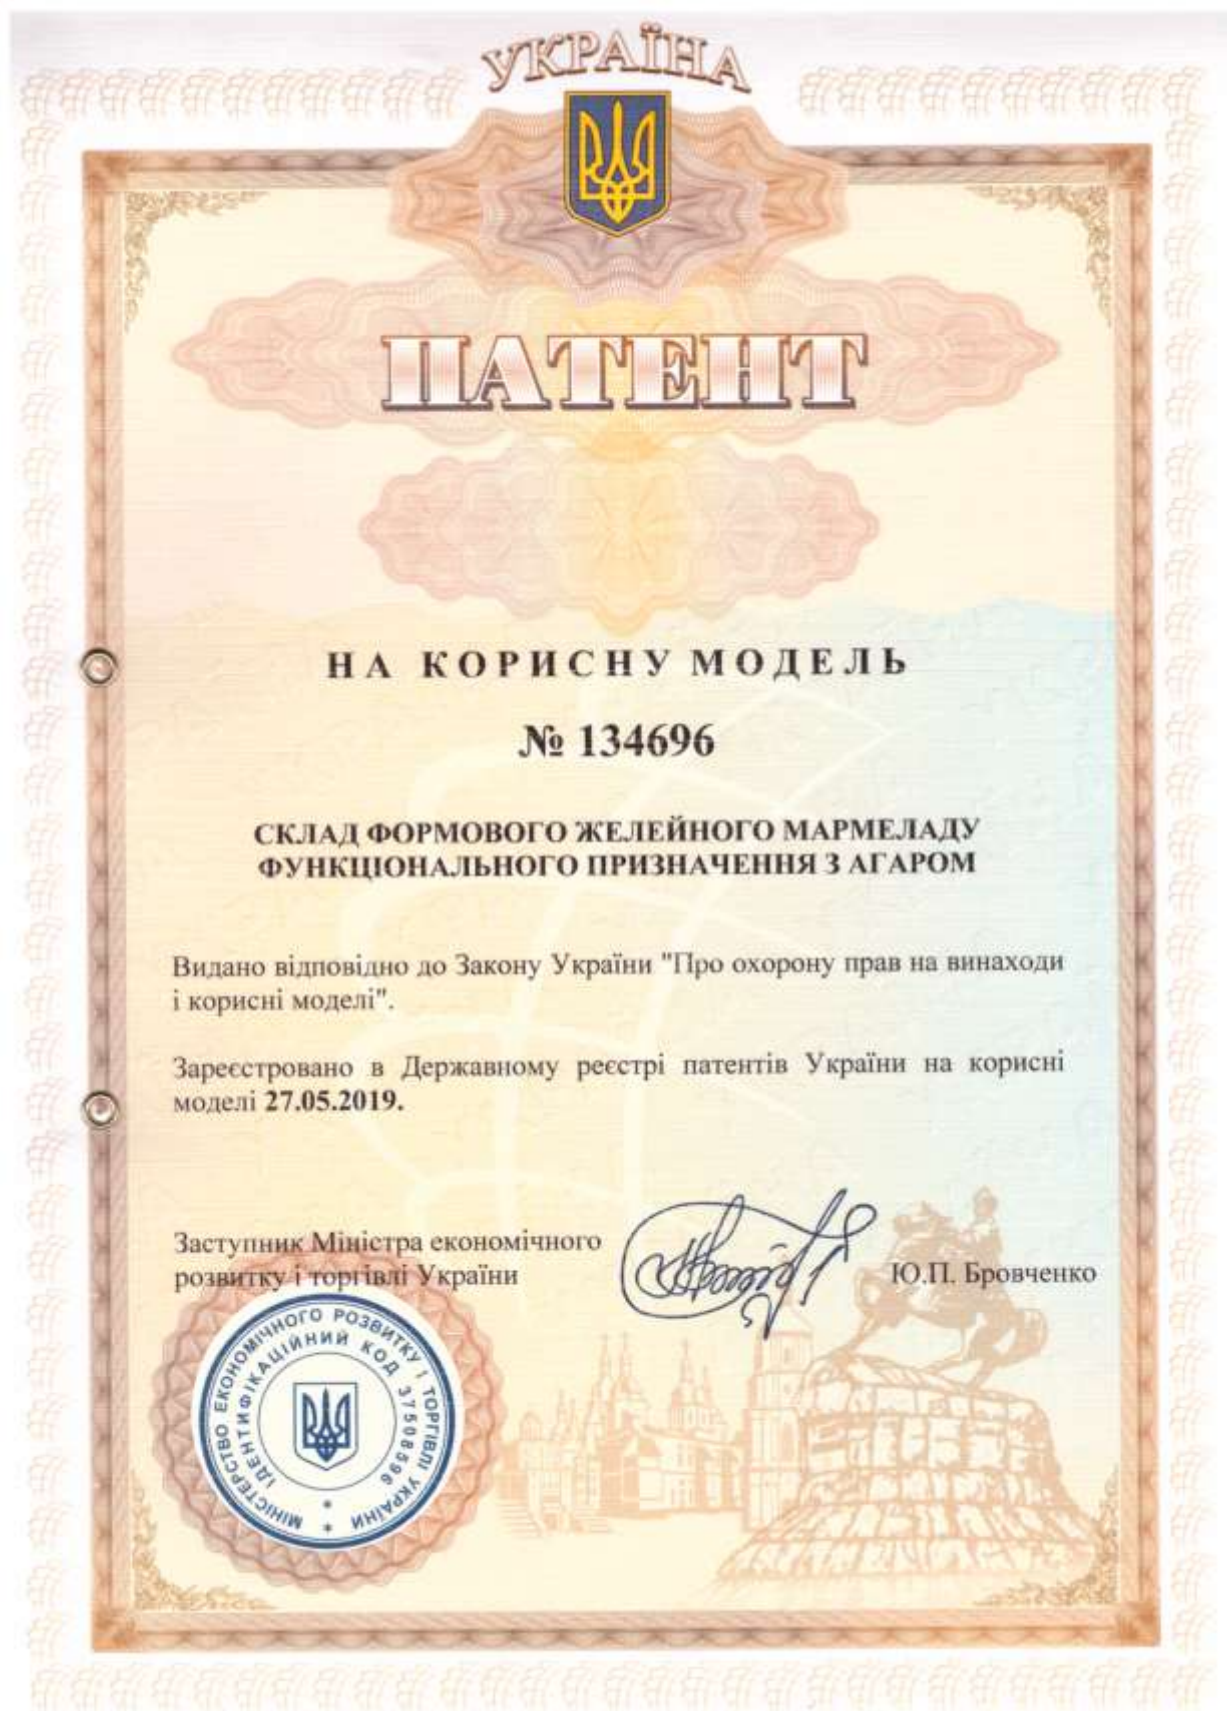 УКРАЇНА
ПАТЕНТ
НА КОРИСНУ МОДЕЛЬ
№ 134696
СКЛАД ФОРМОВОГО ЖЕЛЕЙНОГО МАРМЕЛАДУ
ФУНКЦІОНАЛЬНОГО ПРИЗНАЧЕННЯ З АГАРОМ
Видано відповідно до Закону України "Про охорону прав на винаходи
і корисні моделі".
Зареєстровано в Державному реєстрі патентів України на корисні
моделі 27.05.2019.
Заступник Міністра економічного
розвитку і торгівлі України
Ю.П. Бровченко
МІНІСТЕРСТВО ЕКОНОМІЧНОГО РОЗВИТКУ І ТОРГІВЛІ УКРАЇНИ *
ІДЕНТИФІКАЦІЙНИЙ КОД 37508596 *